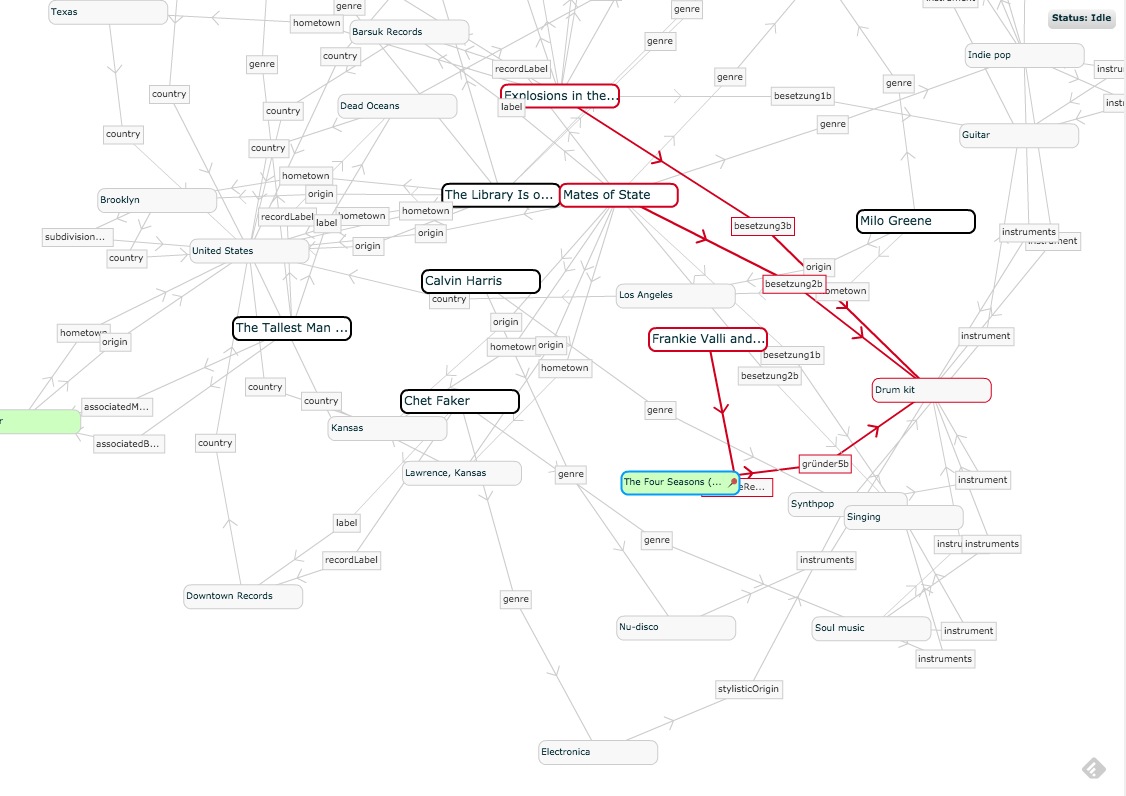 genre
Texas
genre
instrument
hometown
Status: Idle
Barsuk Records
genre
country
Indie pop
genre
recordLabel
instru
genre
genre
country
Explosions in the...
besetzung1b
Dead Oceans
label
instr
country
genre
country
Guitar
country
hometown
The Library Is o...
Mates of State
origin
Brooklyn
hometown
recordLabel
hometown
label
Milo Greene
besetzung3b
subdivision...
origin
instruments
instrument
United States
origin
country
origin
Calvin Harris
besetzung2b
ometown
Los Angeles
country
origin
The Tallest Man ...
hometown
origin
instrument
Frankie Valli and...
hometown
origin
besetzung1b
hometown
besetzung2b
country
Drum kit
country
Chet Faker
associatedM...
genre
r
Kansas
associatedB...
country
gründer5b
Lawrence, Kansas
genre
The Four Seasons (...
eRe...
instrument
Synthpop
Singing
label
genre
instru
instruments
recordLabel
instruments
Downtown Records
genre
Nu-disco
Soul music
instrument
instruments
stylisticOrigin
Electronica